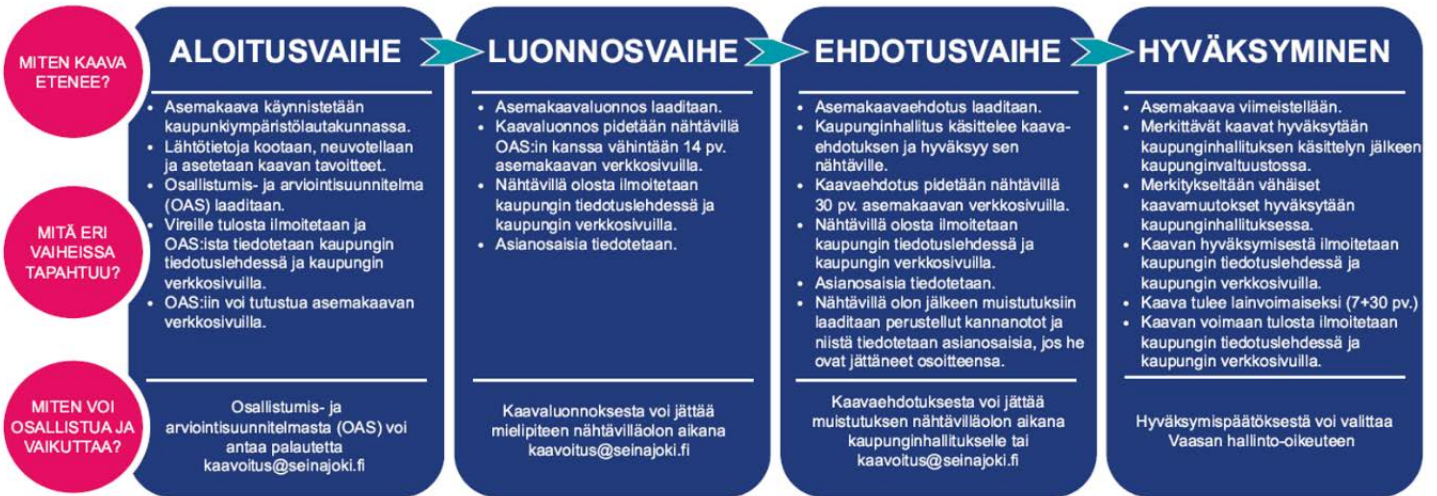 MITEN KAAVA
ETENEE?
MITÄ ERI
VAIHEISSA
TAPAHTUU?
MITEN VOI
OSALLISTUA JA
VAIKUTTAA?
ALOITUSVAIHE
• Asemakaava käynnistetään
kaupunkiympäristölautakunnassa.
• Lähtötietoja kootaan, neuvotellaan
ja asetetaan kaavan tavoitteet.
• Osallistumis- ja arviointisuunnitelma
(OAS) laaditaan.
• Vireille tulosta ilmoitetaan ja
OAS:ista tiedotetaan kaupungin
tiedotuslehdessä ja kaupungin
verkkosivuilla.
• OAS:iin voi tutustua asemakaavan
verkkosivuilla.
Osallistumis- ja
arviointisuunnitelmasta (OAS) voi
antaa palautetta
kaavoitus@seinajoki.fi
LUONNOSVAIHE
• Asemakaavaluonnos laaditaan.
• Kaavaluonnos pidetään nähtävillä
OAS:in kanssa vähintään 14 pv.
asemakaavan verkkosivuilla.
• Nähtävillä olosta ilmoitetaan
kaupungin tiedotuslehdessä ja
kaupungin verkkosivuilla.
• Asianosaisia tiedotetaan.
Kaavaluonnoksesta voi jättää
mielipiteen nähtävilläolon aikana
kaavoitus@seinajoki.fi
EHDOTUSVAIHE
• Asemakaavaehdotus laaditaan.
• Kaupunginhallitus käsittelee kaava-
ehdotuksen ja hyväksyy sen
nähtäville.
• Kaavaehdotus pidetään nähtävillä
30 pv. asemakaavan verkkosivuilla.
• Nähtävillä olosta ilmoitetaan
kaupungin tiedotuslehdessä ja
kaupungin verkkosivuilla.
• Asianosaisia tiedotetaan.
• Nähtävillä olon jälkeen muistutuksiin
laaditaan perustellut kannanotot ja
niistä tiedotetaan asianosaisia, jos he
ovat jättäneet osoitteensa.
Kaavaehdotuksesta voi jättää
muistutuksen nähtävilläolon aikana
kaupunginhallitukselle tai
kaavoitus@seinajoki.fi
HYVÄKSYMINEN
• Asemakaava viimeistellään.
• Merkittävät kaavat hyväksytään
kaupunginhallituksen käsittelyn jälkeen
kaupunginvaltuustossa.
• Merkitykseltään vähäiset
kaavamuutokset hyväksytään
kaupunginhallituksessa.
• Kaavan hyväksymisestä ilmoitetaan
kaupungin tiedotuslehdessä ja
kaupungin verkkosivuilla.
• Kaava tulee lainvoimaiseksi (7+30 pv.)
• Kaavan voimaan tulosta ilmoitetaan
kaupungin tiedotuslehdessä ja
kaupungin verkkosivuilla.
Hyväksymispäätöksestä voi valittaa
Vaasan hallinto-oikeuteen